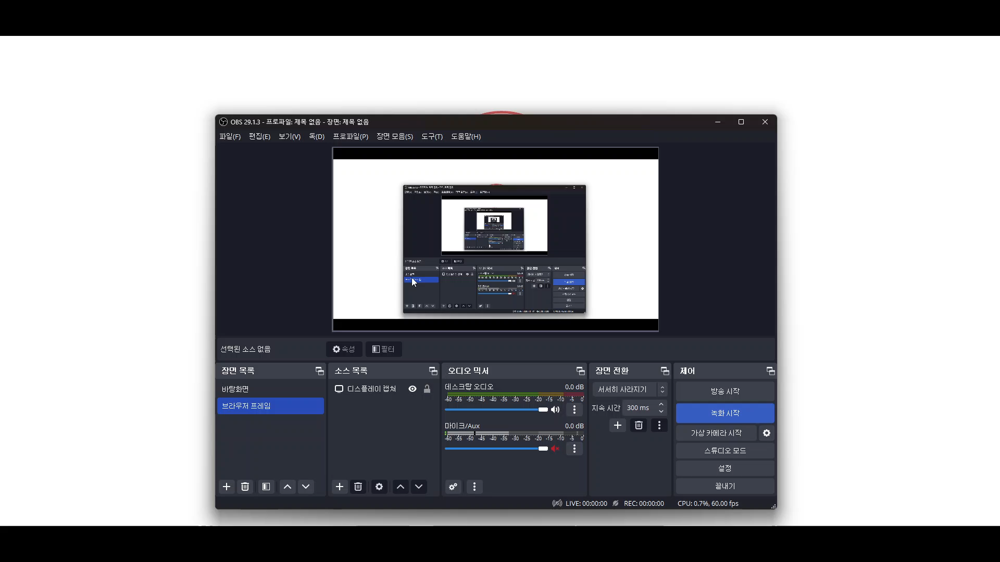 OBS 29.1.3 - 프로파일: 제목 없음 - 장면: 제목 없음
파일(F) 편집(E) 보기(V) 독(D) 프로파일(P) 장면 모음(S) 도구(T) 도움말(H)
선택된 소스 없음 속성 필터
장면 목록
바탕화면
브라우저 프레임
소스 목록
디스플레이 캡쳐
오디오 믹서
데스크탑 오디오 0.0 dB
-60 -55 -50 -45 -40 -35 -30 -25 -20 -15 -10 -5 0
마이크/Aux 0.0 dB
-60 -55 -50 -45 -40 -35 -30 -25 -20 -15 -10 -5 0
장면 전환
서서히 사라지기
지속 시간 300 ms
제어
방송 시작
녹화 시작
가상 카메라 시작
스튜디오 모드
설정
끝내기
LIVE: 00:00:00 REC: 00:00:00 CPU: 0.7%, 60.00 fps